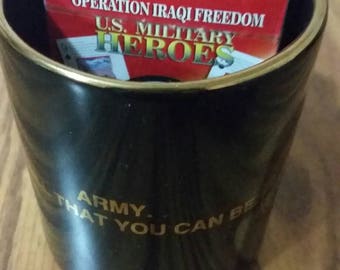 OPERATION IRAQI FREEDOM
U.S. MILITARY
HEROES
ARMY.
THAT YOU CAN BE